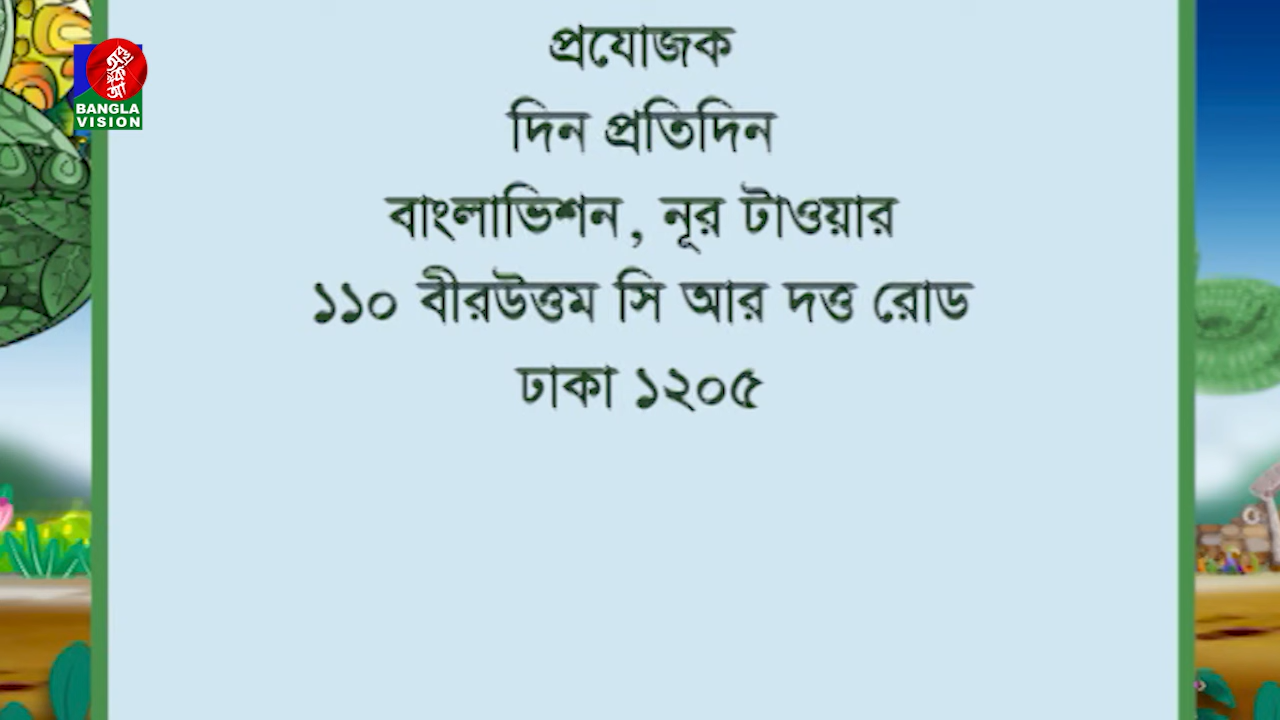 BANGLA
VISION
প্রযোজক
দিন প্রতিদিন
বাংলাভিশন, নূর টাওয়ার
১১০ বীরউত্তম সি আর দত্ত রোড
ঢাকা ১২০৫